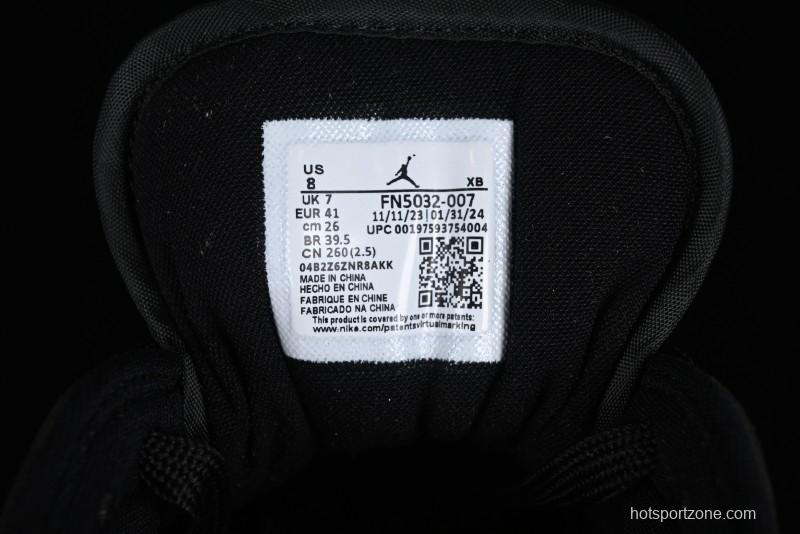 US
8
XB
UK 7
EUR 41
cm 26
BR 39.5
CN 260 (2.5)
FN5032-007
11/11/23|01/31/24
UPC 00197593754004
04B2Z6ZNR8AKK
MADE IN CHINA
HECHO EN CHINA
FABRIQUE EN CHINE
FABRICADO NA CHINA
This product is covered by one or more patents:
www.nike.com/patentsvirtualmarking
hotsportzone.com